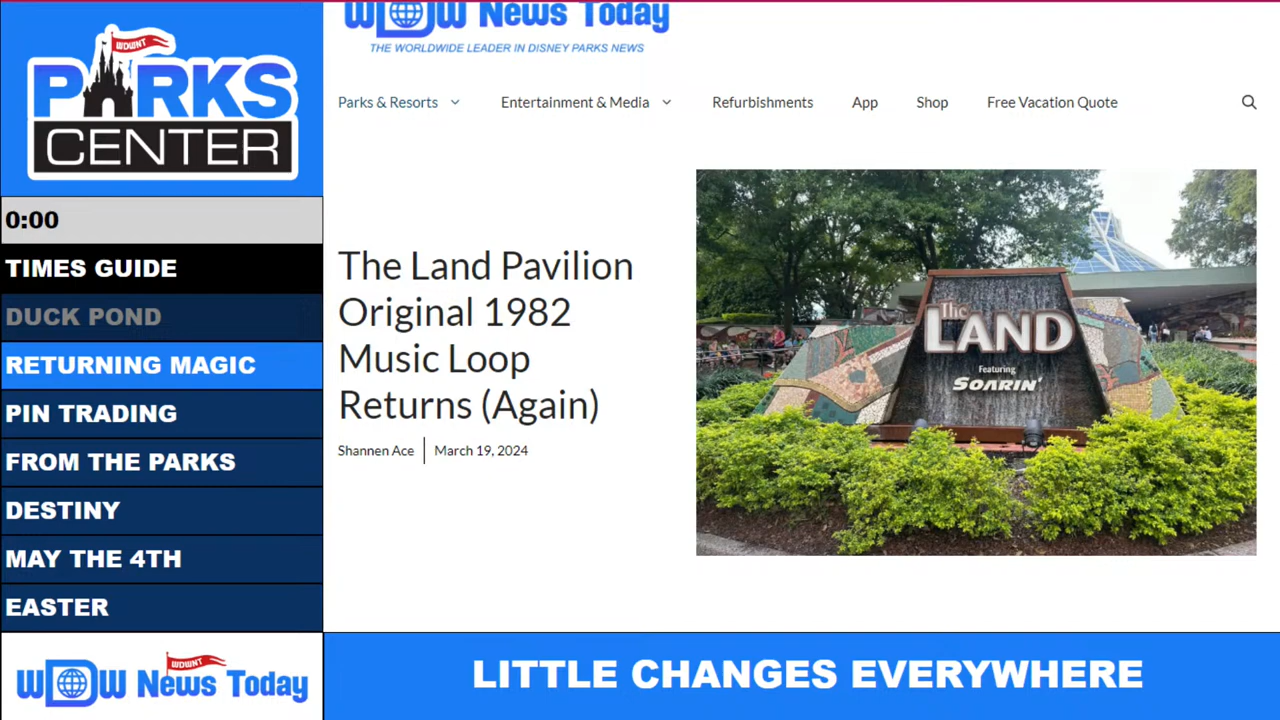 WDWNT
PARKS
CENTER
0:00
TIMES GUIDE
DUCK POND
RETURNING MAGIC
PIN TRADING
FROM THE PARKS
DESTINY
MAY THE 4TH
EASTER
WDWNT
WDW News Today
WDW News Today
THE WORLDWIDE LEADER IN DISNEY PARKS NEWS
Parks & Resorts Entertainment & Media Refurbishments App Shop Free Vacation Quote
The Land Pavilion
Original 1982
Music Loop
Returns (Again)
Shannen Ace March 19, 2024
The
LAND
Featuring
SOARIN'
LITTLE CHANGES EVERYWHERE